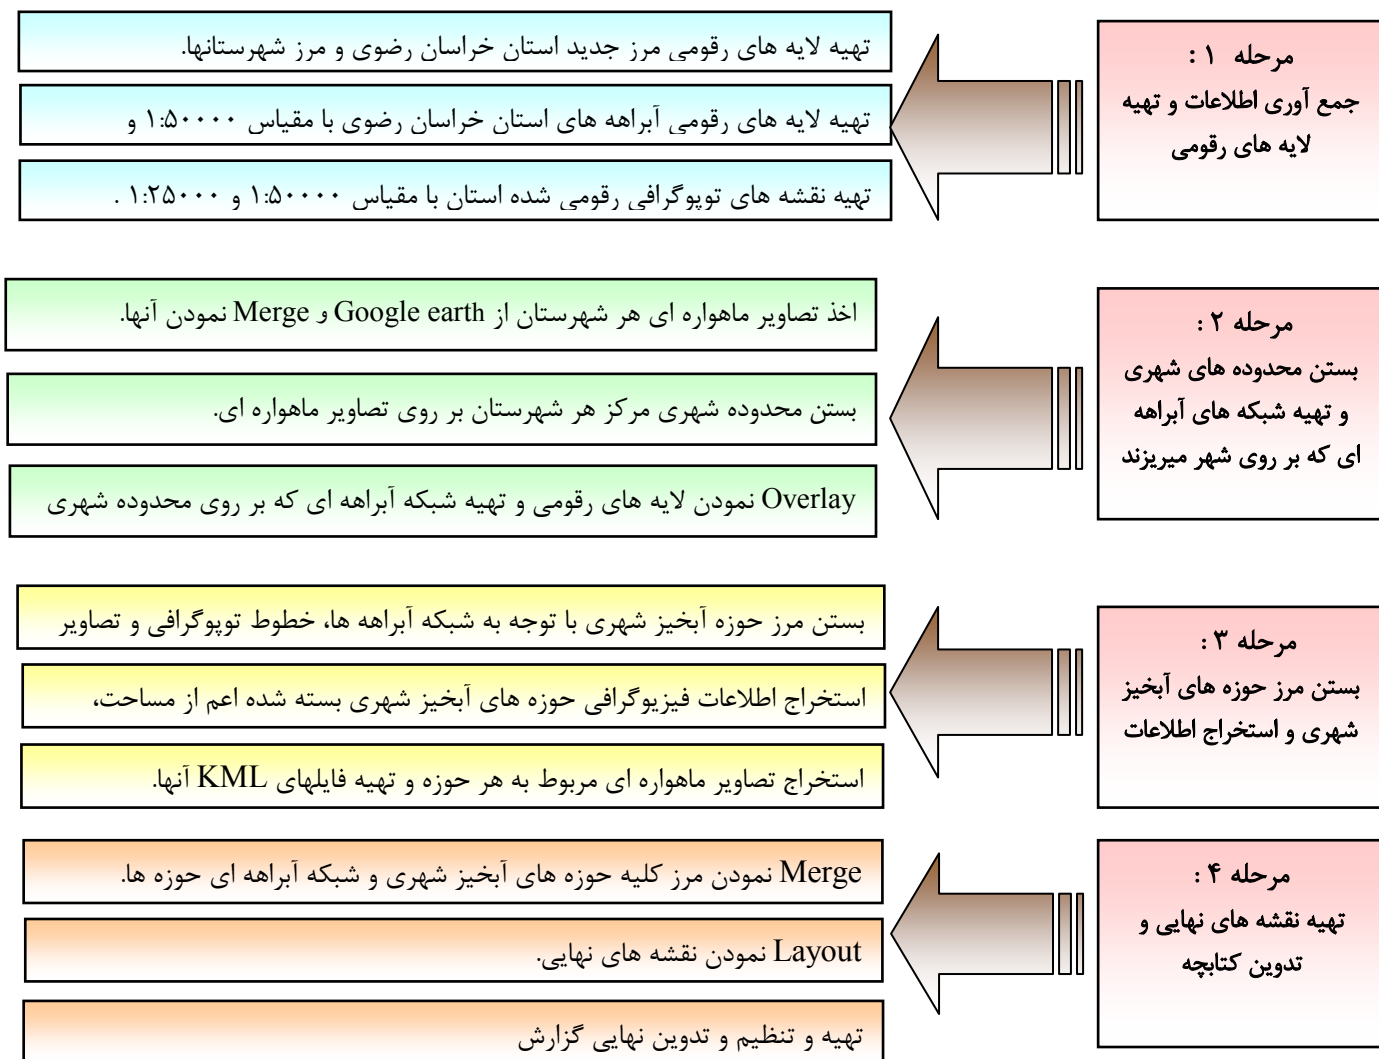 مرحله ۱ :
جمع آوری اطلاعات و تهیه
لایه های رقومی
تهیه لایه های رقومی مرز جدید استان خراسان رضوی و مرز شهرستانها.
تهیه لایه های رقومی آبراهه های استان خراسان رضوی با مقیاس ۱:۵۰۰۰۰ و
تهیه نقشه های توپوگرافی رقومی شده استان با مقیاس ۱:۵۰۰۰۰ و ۱:۲۵۰۰۰ .
مرحله ۲ :
بستن محدوده های شهری
و تهیه شبکه های آبراهه
ای که بر روی شهر میریزند
اخذ تصاویر ماهواره ای هر شهرستان از Google earth و Merge نمودن آنها.
بستن محدوده شهری مرکز هر شهرستان بر روی تصاویر ماهواره ای.
Overlay نمودن لایه های رقومی و تهیه شبکه آبراهه ای که بر روی محدوده شهری
مرحله ۳ :
بستن مرز حوزه های آبخیز
شهری و استخراج اطلاعات
بستن مرز حوزه آبخیز شهری با توجه به شبکه آبراهه ها، خطوط توپوگرافی و تصاویر
استخراج اطلاعات فیزیوگرافی حوزه های آبخیز شهری بسته شده اعم از مساحت،
استخراج تصاویر ماهواره ای مربوط به هر حوزه و تهیه فایلهای KML آنها.
مرحله ۴ :
تهیه نقشه های نهایی و
تدوین کتابچه
Merge نمودن مرز کلیه حوزه های آبخیز شهری و شبکه آبراهه ای حوزه ها.
Layout نمودن نقشه های نهایی.
تهیه و تنظیم و تدوین نهایی گزارش